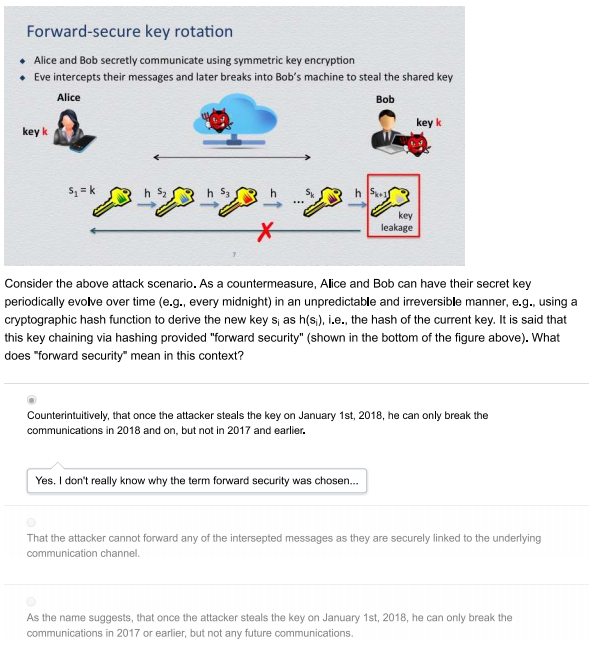 Forward-secure key rotation
Alice and Bob secretly communicate using symmetric key encryption
Eve intercepts their messages and later breaks into Bob's machine to steal the shared key
Alice
Bob
key k
key k
s1 = k
h s2
h s3
h
...
sk
h sk+1
key
leakage
7
Consider the above attack scenario. As a countermeasure, Alice and Bob can have their secret key
periodically evolve over time (e.g., every midnight) in an unpredictable and irreversible manner, e.g., using a
cryptographic hash function to derive the new key si as h(si), i.e., the hash of the current key. It is said that
this key chaining via hashing provided "forward security" (shown in the bottom of the figure above). What
does "forward security" mean in this context?
Counterintuitively, that once the attacker steals the key on January 1st, 2018, he can only break the
communications in 2018 and on, but not in 2017 and earlier.
Yes. I don't really know why the term forward security was chosen...
That the attacker cannot forward any of the intersepted messages as they are securely linked to the underlying
communication channel.
As the name suggests, that once the attacker steals the key on January 1st, 2018, he can only break the
communications in 2017 or earlier, but not any future communications.